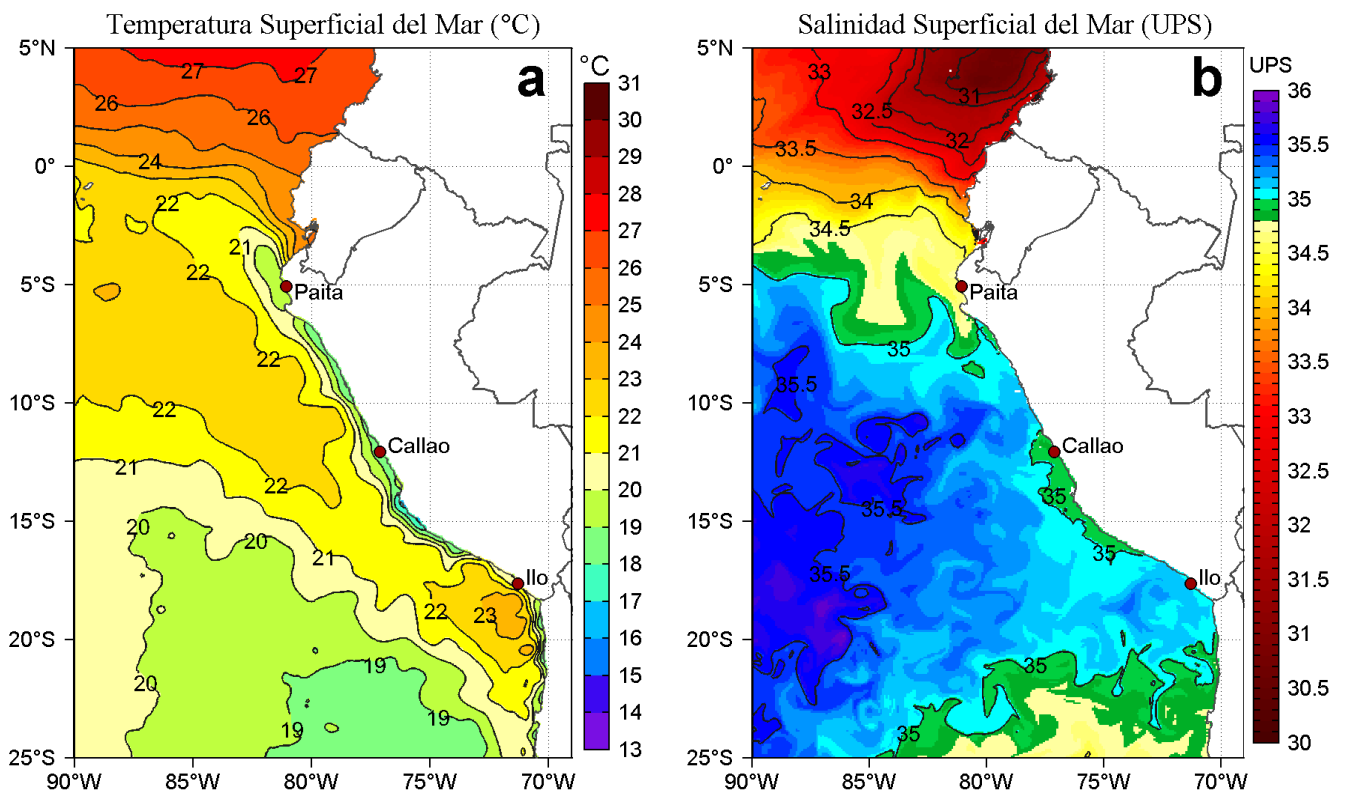 Temperatura Superficial del Mar (°C)
a
°C
5°N
0°
5°S
10°S
15°S
20°S
25°S
90°W
85°W
80°W
75°W
70°W
27
27
26
26
24
22
21
22
Paita
22
22
Callao
21
22
20
20
21
Ilo
22
23
19
20
19
19
31
30
29
28
27
26
25
24
23
22
21
20
19
18
17
16
15
14
13
Salinidad Superficial del Mar (UPS)
b
UPS
5°N
0°
5°S
10°S
15°S
20°S
25°S
90°W
85°W
80°W
75°W
70°W
33
31
32.5
32
33.5
34
34.5
Paita
35
35.5
Callao
35
35.5
35
35.5
Ilo
35
35
36
35.5
35
34.5
34
33.5
33
32.5
32
31.5
31
30.5
30